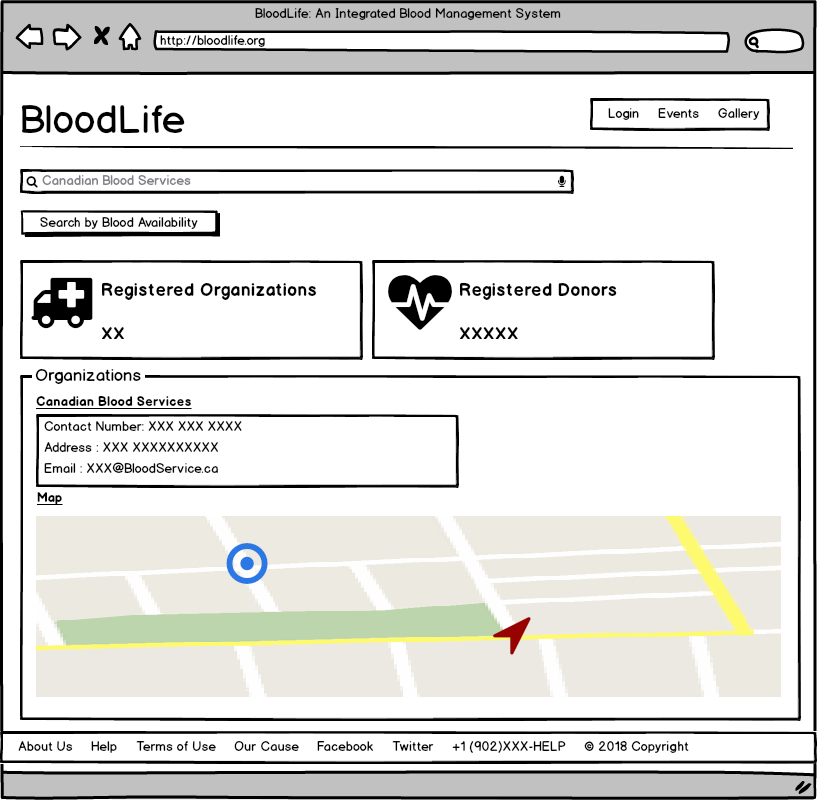 BloodLife: An Integrated Blood Management System
http://bloodlife.org
BloodLife
Login Events Gallery
Canadian Blood Services
Search by Blood Availability
Registered Organizations
XX
Registered Donors
XXXXX
Organizations
Canadian Blood Services
Contact Number: XXX XXX XXXX
Address : XXX XXXXXXXXXX
Email : XXX@BloodService.ca
Map
About Us Help Terms of Use Our Cause Facebook Twitter +1 (902)XXX-HELP © 2018 Copyright